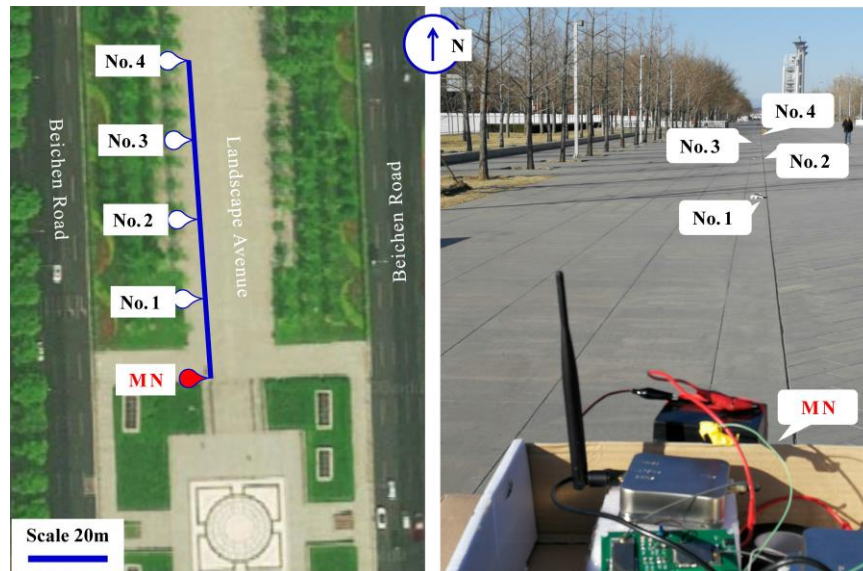 N
No. 4
No. 3
No. 2
No. 1
MN
Beichen Road
Landscape Avenue
Beichen Road
Scale 20m
No. 4
No. 3
No. 2
No. 1
MN